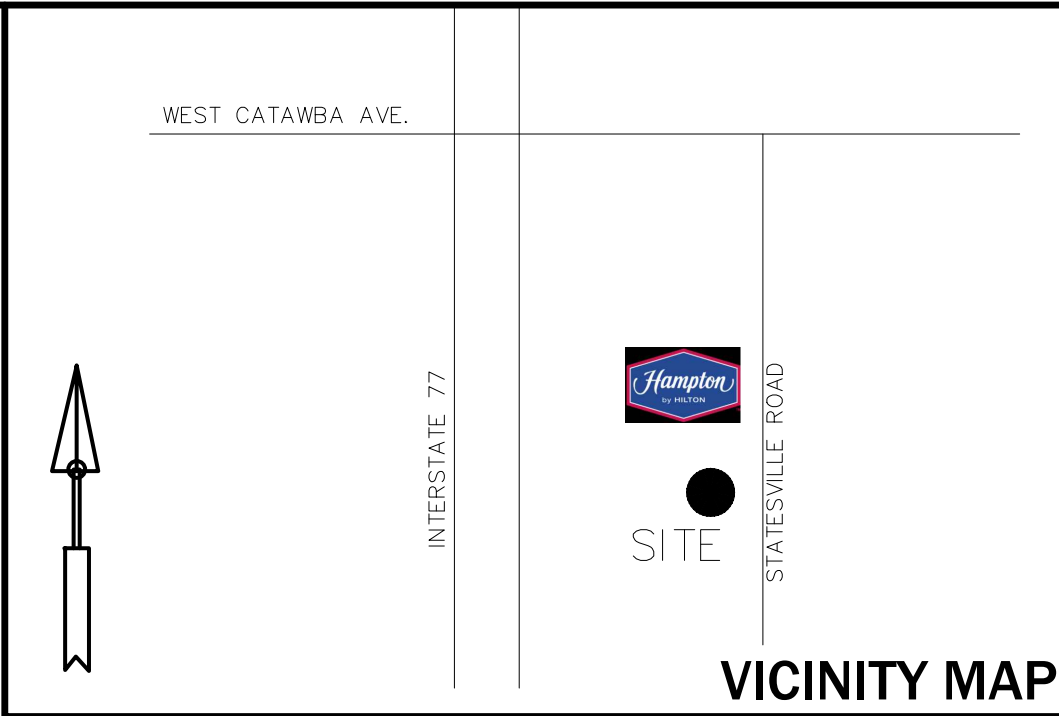 WEST CATAWBA AVE.
INTERSTATE 77
Hampton
by HILTON
STATESVILLE ROAD
SITE
VICINITY MAP